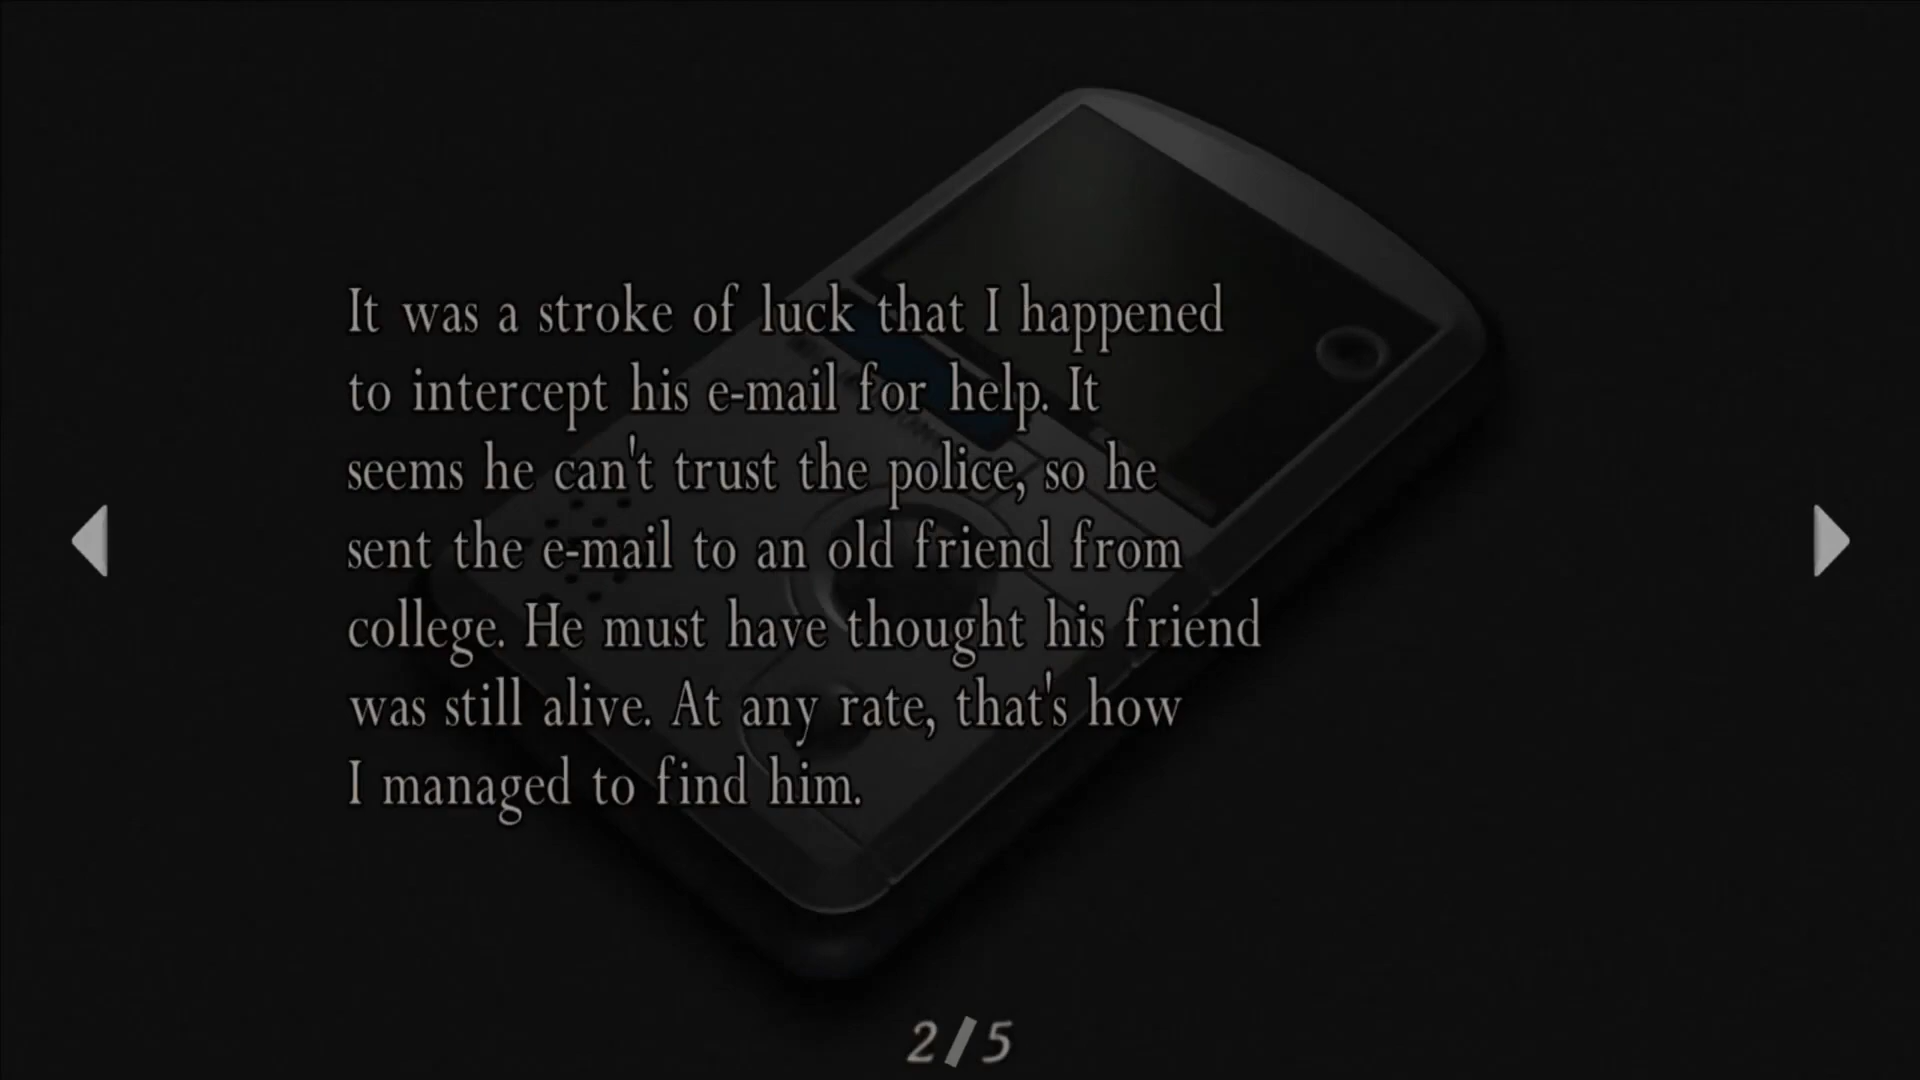 It was a stroke of luck that I happened
to intercept his e-mail for help. It
seems he can't trust the police, so he
sent the e-mail to an old friend from
college. He must have thought his friend
was still alive. At any rate, that's how
I managed to find him.
2/5